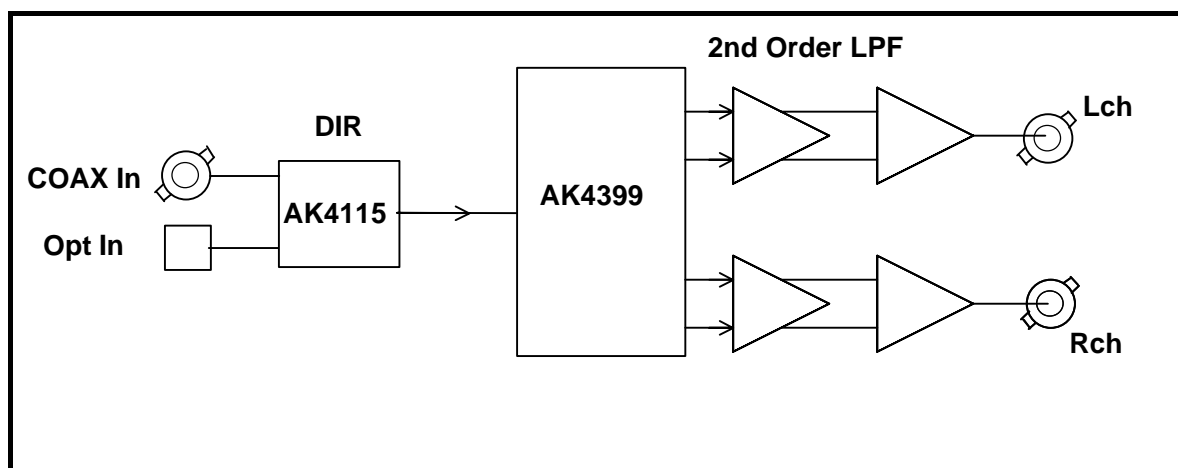 2nd Order LPF
Lch
DIR
COAX In
AK4115
AK4399
Opt In
Rch